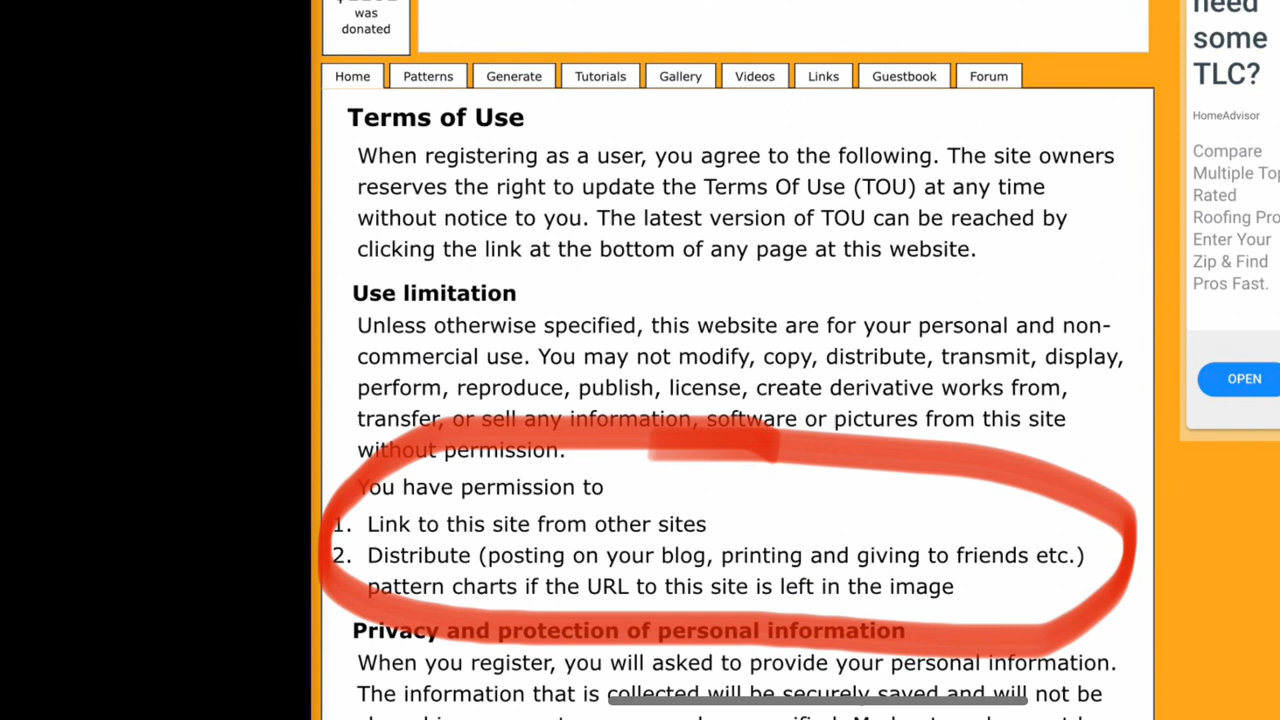 was
donated
Home Patterns Generate Tutorials Gallery Videos Links Guestbook Forum
Terms of Use
When registering as a user, you agree to the following. The site owners
reserves the right to update the Terms Of Use (TOU) at any time
without notice to you. The latest version of TOU can be reached by
clicking the link at the bottom of any page at this website.
Use limitation
Unless otherwise specified, this website are for your personal and non-
commercial use. You may not modify, copy, distribute, transmit, display,
perform, reproduce, publish, license, create derivative works from,
transfer, or sell any information, software or pictures from this site
without permission.
You have permission to
1. Link to this site from other sites
2. Distribute (posting on your blog, printing and giving to friends etc.)
pattern charts if the URL to this site is left in the image
Privacy and protection of personal information
When you register, you will asked to provide your personal information.
The information that is collected will be securely saved and will not be
need
some
TLC?
HomeAdvisor
Compare
Multiple Top
Rated
Roofing Pro
Enter Your
Zip & Find
Pros Fast.
OPEN